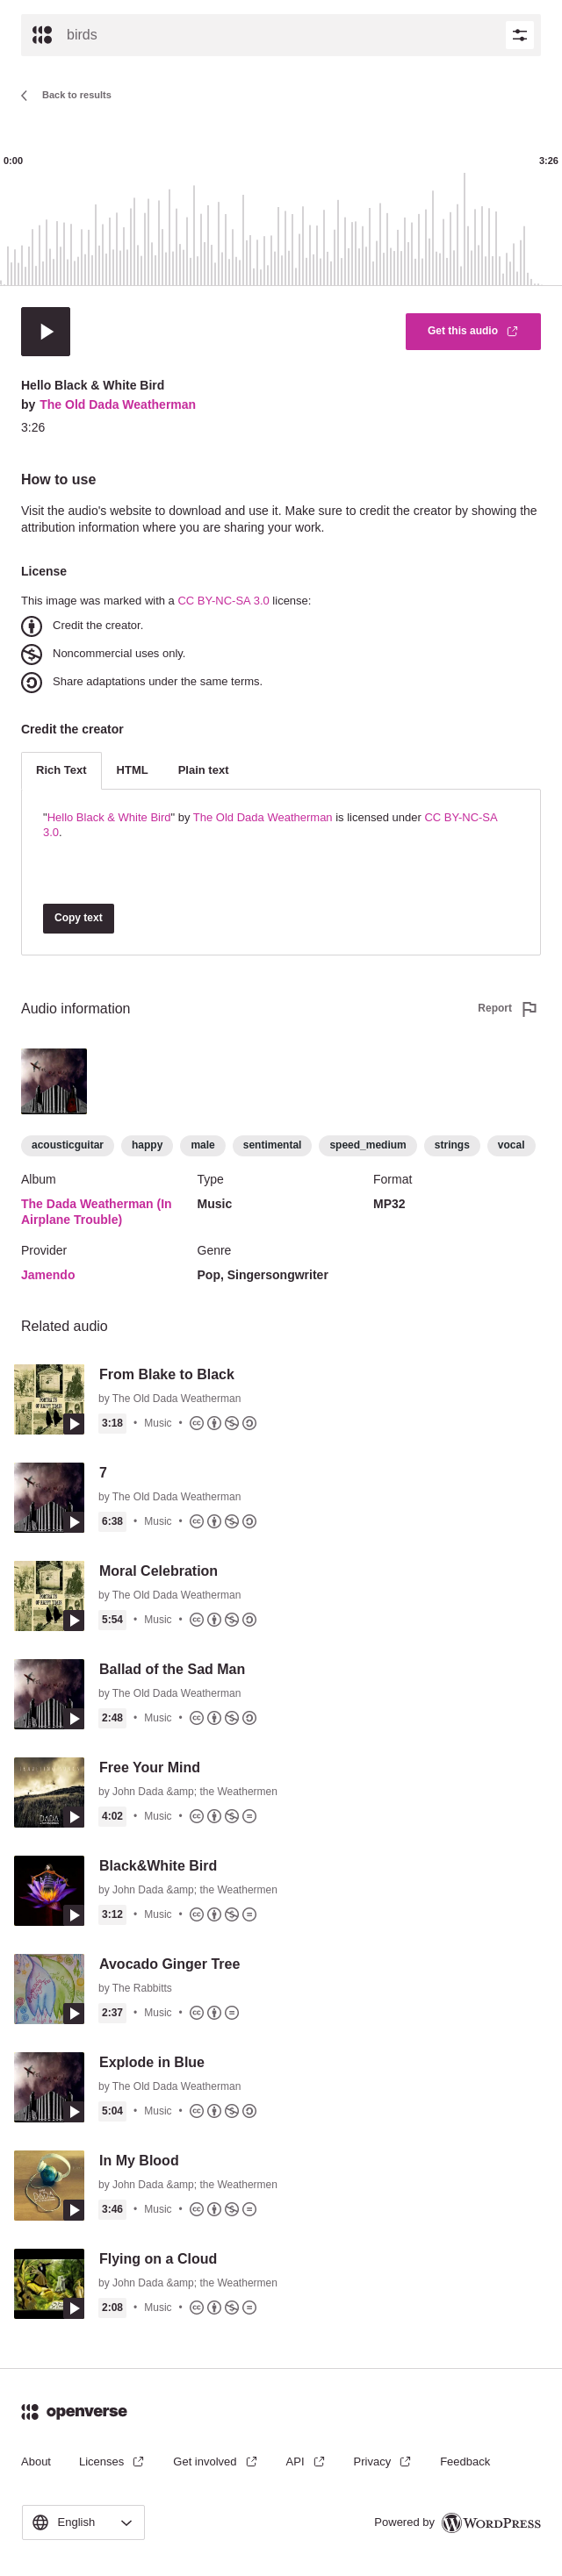 birds
Back to results
0:00
3:26
Get this audio
Hello Black & White Bird
by The Old Dada Weatherman
3:26
How to use
Visit the audio's website to download and use it. Make sure to credit the creator by showing the
attribution information where you are sharing your work.
License
This image was marked with a CC BY-NC-SA 3.0 license:
Credit the creator.
Noncommercial uses only.
Share adaptations under the same terms.
Credit the creator
Rich Text HTML Plain text
"Hello Black & White Bird" by The Old Dada Weatherman is licensed under CC BY-NC-SA
3.0.
Copy text
Audio information
Report
acousticguitar happy male sentimental speed_medium strings vocal
Album Type Format
The Dada Weatherman (In Music MP32
Airplane Trouble)
Provider Genre
Jamendo Pop, Singersongwriter
Related audio
From Blake to Black
by The Old Dada Weatherman
3:18 • Music •
7
by The Old Dada Weatherman
6:38 • Music •
Moral Celebration
by The Old Dada Weatherman
5:54 • Music •
Ballad of the Sad Man
by The Old Dada Weatherman
2:48 • Music •
Free Your Mind
by John Dada &amp; the Weathermen
4:02 • Music •
Black&White Bird
by John Dada &amp; the Weathermen
3:12 • Music •
Avocado Ginger Tree
by The Rabbitts
2:37 • Music •
Explode in Blue
by The Old Dada Weatherman
5:04 • Music •
In My Blood
by John Dada &amp; the Weathermen
3:46 • Music •
Flying on a Cloud
by John Dada &amp; the Weathermen
2:08 • Music •
openverse
About Licenses Get involved API Privacy Feedback
English
Powered by WORDPRESS